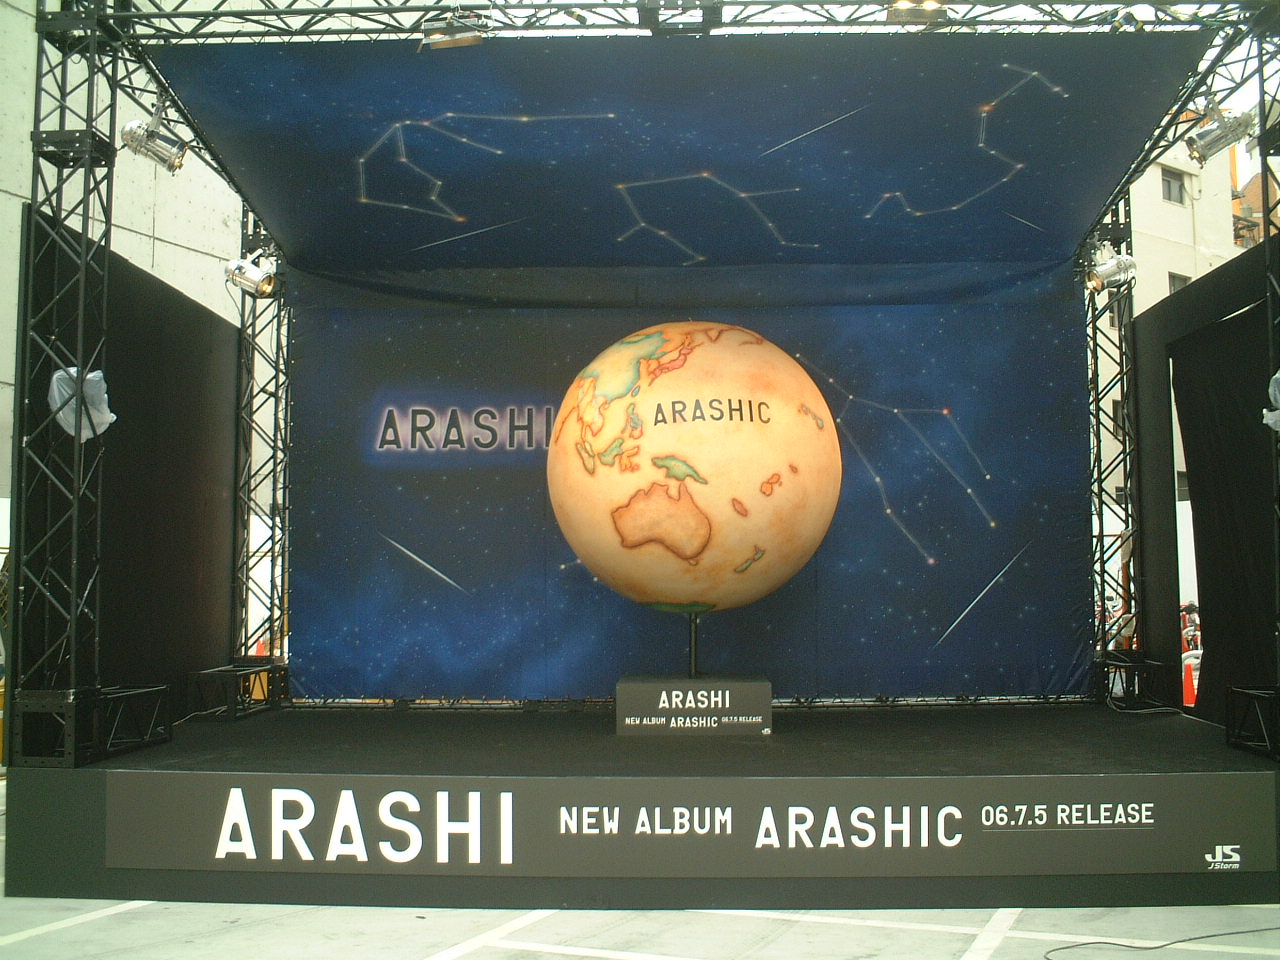 ARASHI
ARASHIC
ARASHI
NEW ALBUM ARASHIC 06.7.5 RELEASE
JS
ARASHI NEW ALBUM ARASHIC 06.7.5 RELEASE
JS
J Storm